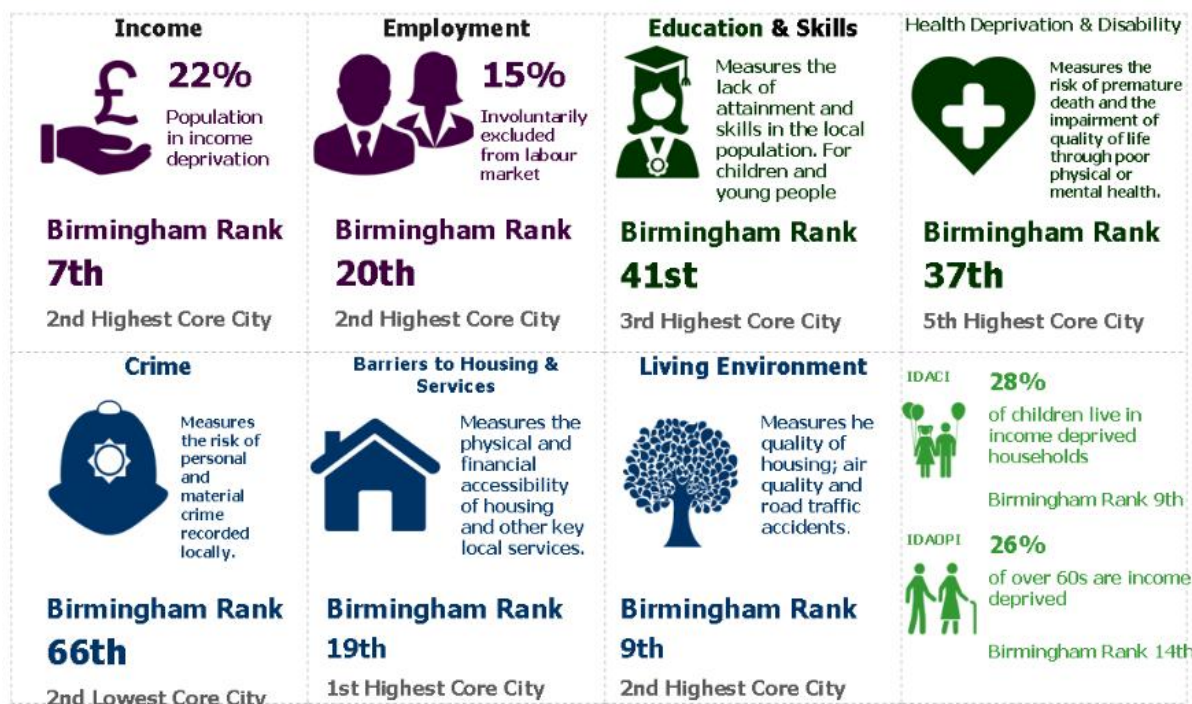 Income
£
22%
Population
in income
deprivation
Birmingham Rank
7th
2nd Highest Core City
Employment
15%
Involuntarily
excluded
from labour
market
Birmingham Rank
20th
2nd Highest Core City
Education & Skills
Measures the
lack of
attainment and
skills in the local
population. For
children and
young people
Birmingham Rank
41st
3rd Highest Core City
Health Deprivation & Disability
Measures the
risk of premature
death and the
impairment of
quality of life
through poor
physical or
mental health.
Birmingham Rank
37th
5th Highest Core City
Crime
Measures
the risk of
personal
and
material
crime
recorded
locally.
Birmingham Rank
66th
2nd Lowest Core City
Barriers to Housing &
Services
Measures the
physical and
financial
accessibility
of housing
and other key
local services.
Birmingham Rank
19th
1st Highest Core City
Living Environment
Measures he
quality of
housing; air
quality and
road traffic
accidents.
Birmingham Rank
9th
2nd Highest Core City
IDACI
28%
of children live in
income deprived
households
Birmingham Rank 9th
IDAOPI
26%
of over 60s are income
deprived
Birmingham Rank 14th